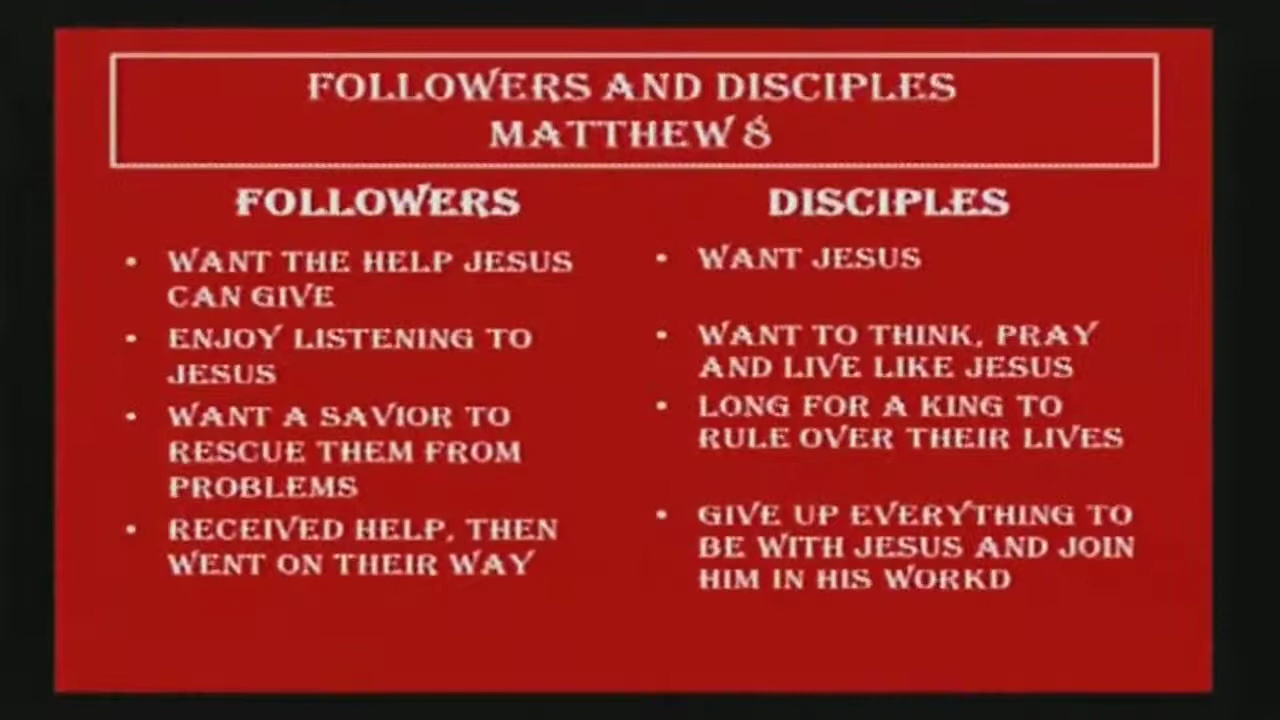 FOLLOWERS AND DISCIPLES
MATTHEW 8
FOLLOWERS
• WANT THE HELP JESUS
CAN GIVE
• ENJOY LISTENING TO
JESUS
• WANT A SAVIOR TO
RESCUE THEM FROM
PROBLEMS
• RECEIVED HELP, THEN
WENT ON THEIR WAY
DISCIPLES
• WANT JESUS
• WANT TO THINK, PRAY
AND LIVE LIKE JESUS
• LONG FOR A KING TO
RULE OVER THEIR LIVES
• GIVE UP EVERYTHING TO
BE WITH JESUS AND JOIN
HIM IN HIS WORKD